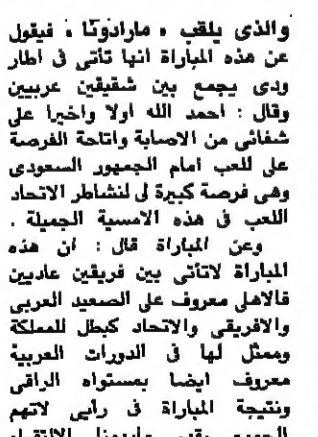 والذى يلقب « مارادونا » فيقول
عن هذه المباراة انها تأتى فى اطار
ودى يجمع بين شقيقين عربيين
وقال : احمد الله اولا واخيرا على
شفائى من الاصابة واتاحة الفرصة
على للعب امام الجمهور السعودى
وهى فرصة كبيرة لى لنشاطر الاتحاد
اللعب فى هذه الامسية الجميلة .
وعن المباراة قال : ان هذه
المباراة لاتأتى بين فريقين عاديين
فالاهلى معروف على الصعيد العربى
والافريقى والاتحاد كبطل للمملكة
وممثل لها فى الدورات العربية
معروف ايضا بمستواه الراقى
ونتيجة المباراة فى رأيى لاتهم